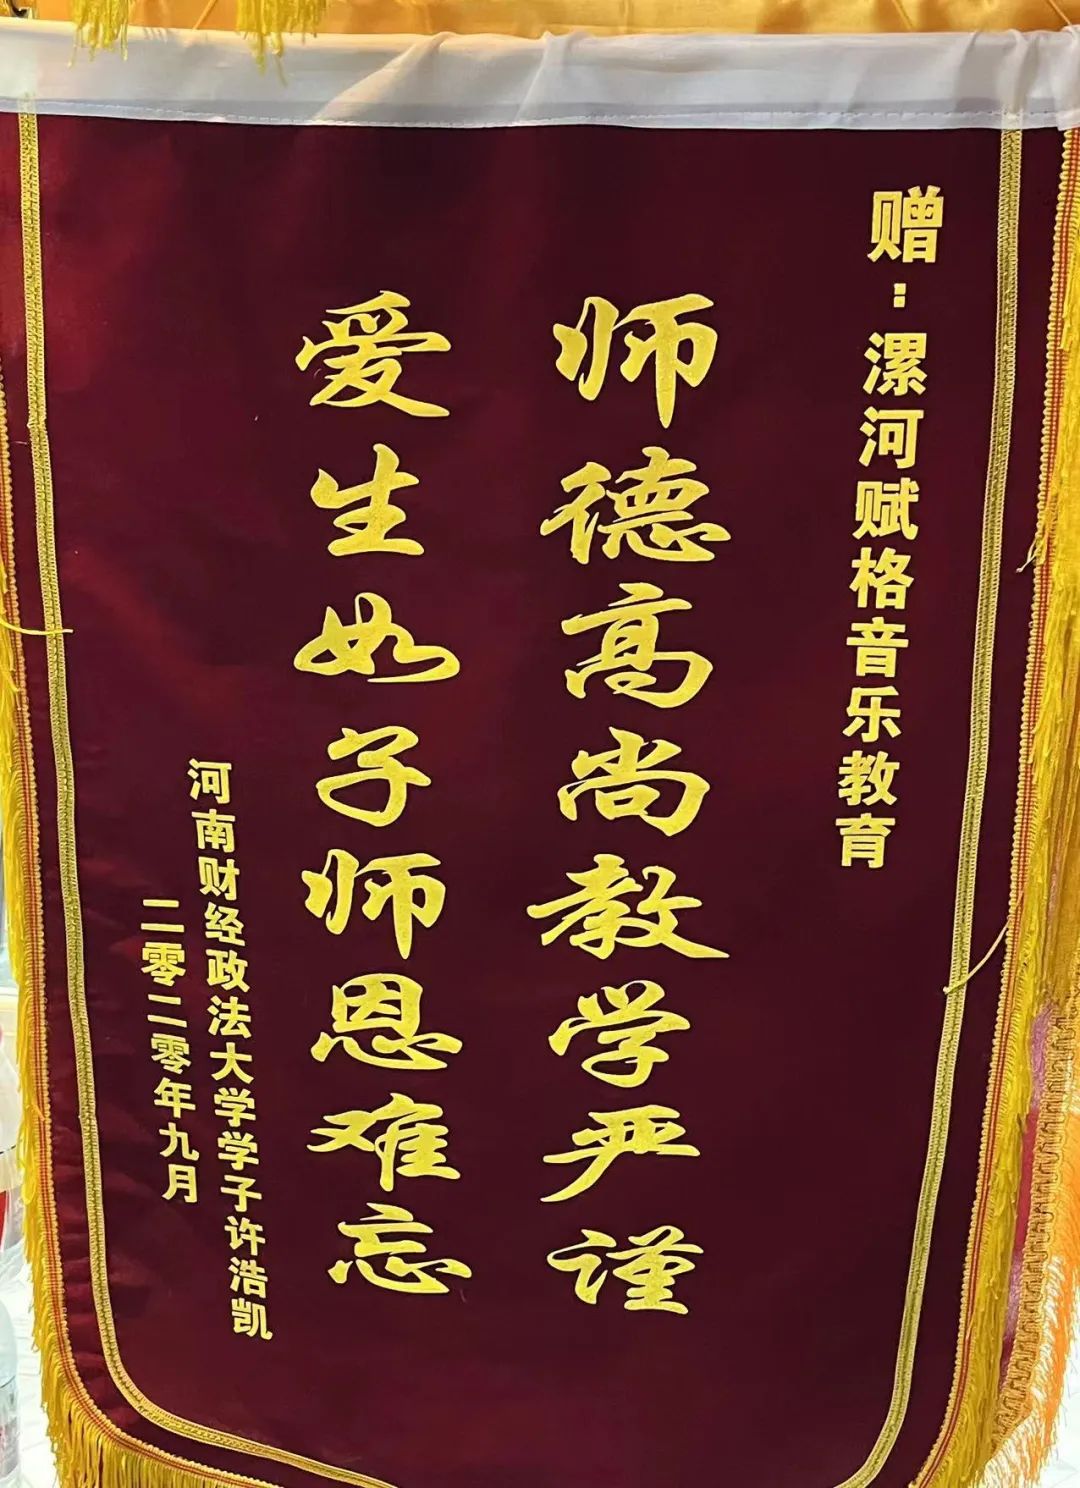 赠：漯河赋格音乐教育
师德高尚教学严谨
爱生如子师恩难忘
河南财经政法大学学子许浩凯
二零二零年九月